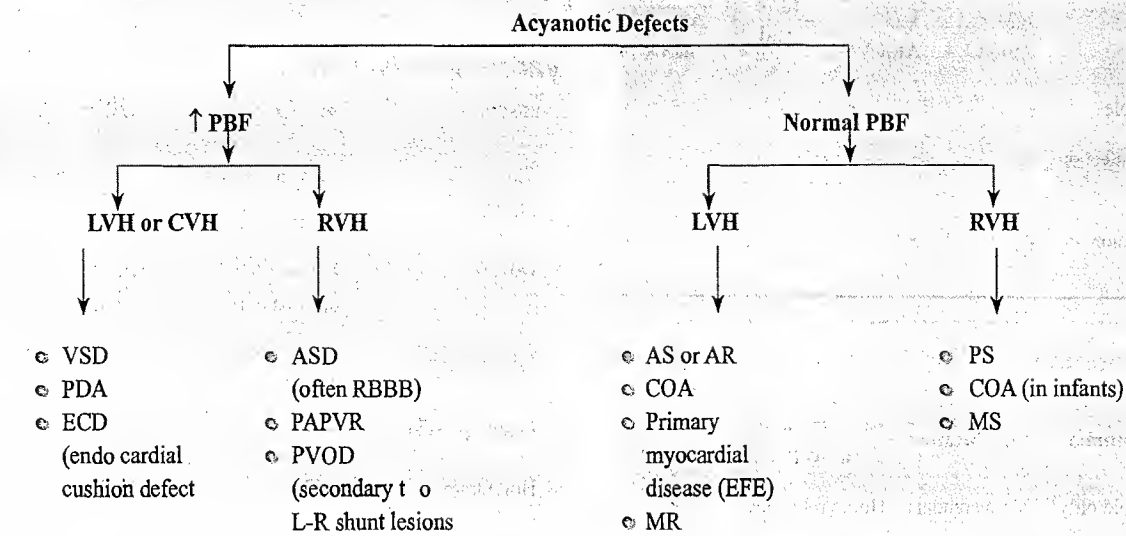 Acyanotic Defects
↑ PBF
Normal PBF
LVH or CVH
RVH
LVH
RVH
VSD
PDA
ECD
(endo cardial
cushion defect
ASD
(often RBBB)
PAPVR
PVOD
(secondary t o
L-R shunt lesions
AS or AR
COA
Primary
myocardial
disease (EFE)
MR
PS
COA (in infants)
MS